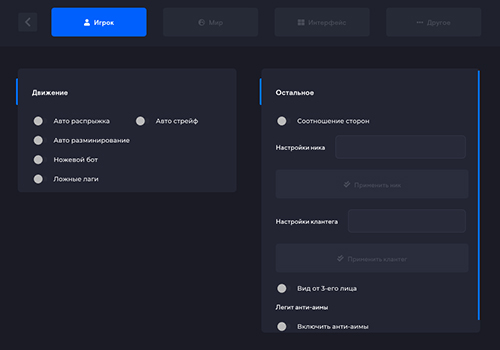 Игрок
Мир
Интерфейс
Другое
Движение
Авто распрыжка
Авто стрейф
Авто разминирование
Ножевой бот
Ложные лаги
Остальное
Соотношение сторон
Настройки ника
Применить ник
Настройки клантега
Применить клантег
Вид от 3-его лица
Легит анти-аимы
Включить анти-аимы